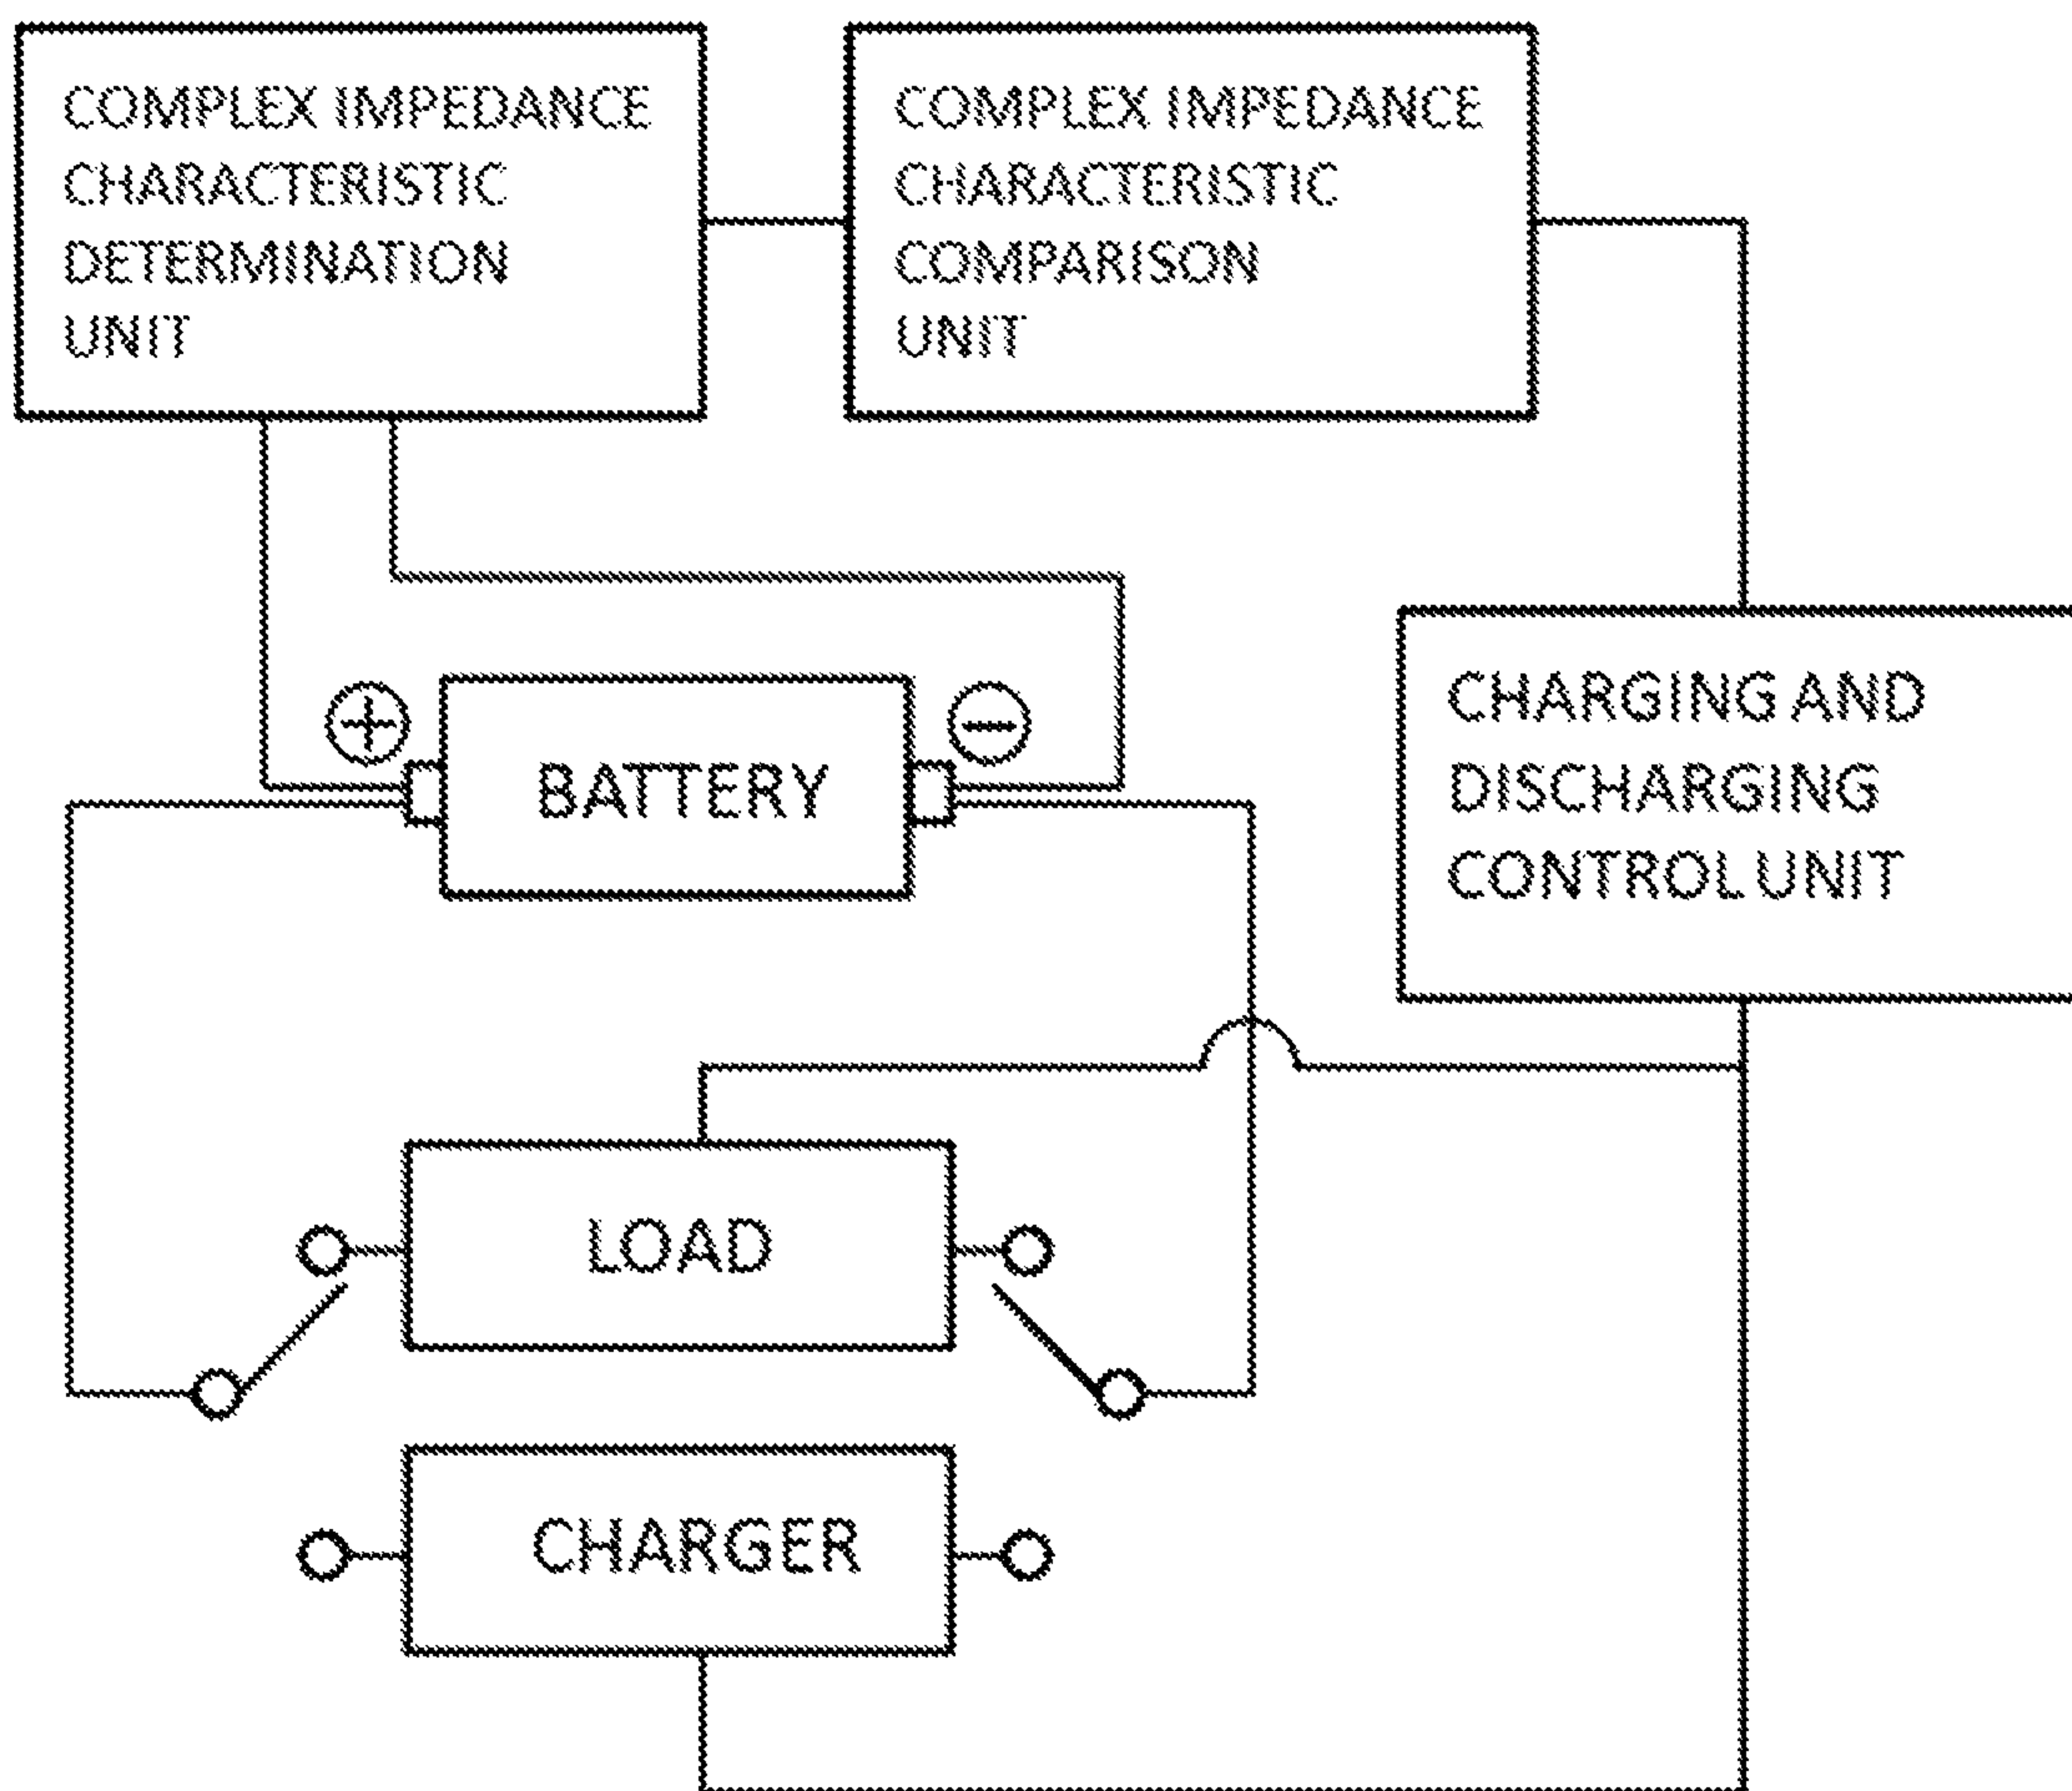 COMPLEX IMPEDANCE
CHARACTERISTIC
DETERMINATION
UNIT
COMPLEX IMPEDANCE
CHARACTERISTIC
COMPARISON
UNIT
BATTERY
CHARGING AND
DISCHARGING
CONTROL UNIT
LOAD
CHARGER